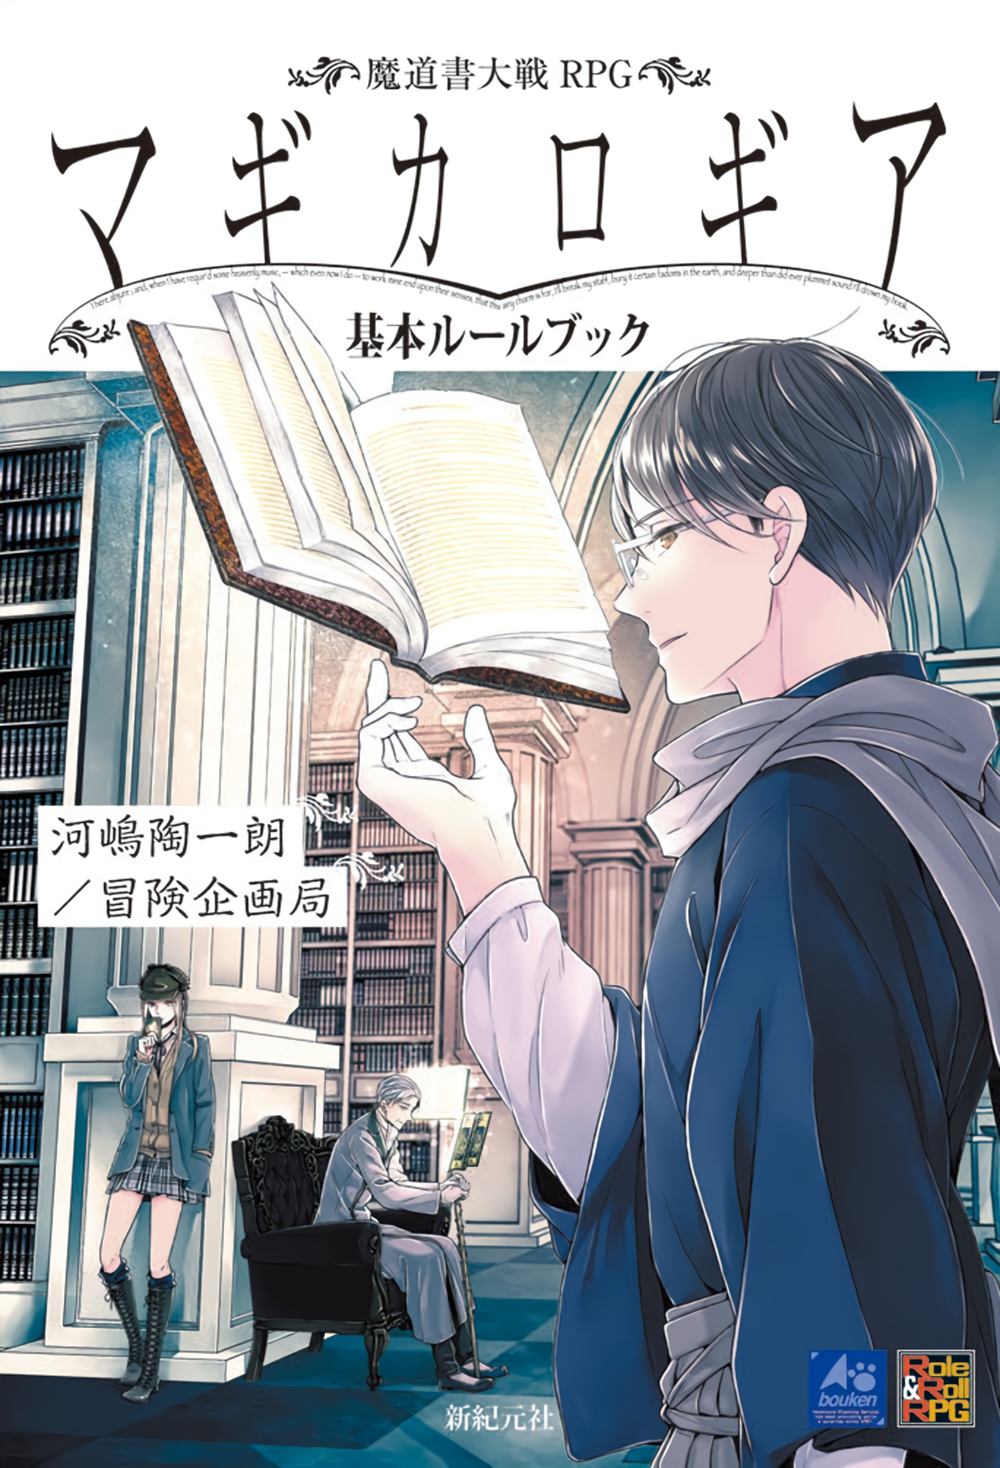 魔道書大戦RPG
マギカロギア
I here abjure; and, when I have requir'd some heavenly music, — which even now I do — to work mine end upon their senses, that this airy charm is for, I'll break my staff, bury it certain fadoms in the earth, and deeper than did ever plummet sound I'll drown my book.
基本ルールブック
河嶋陶一朗
／冒険企画局
新紀元社
bouken
Role
&Roll
RPG